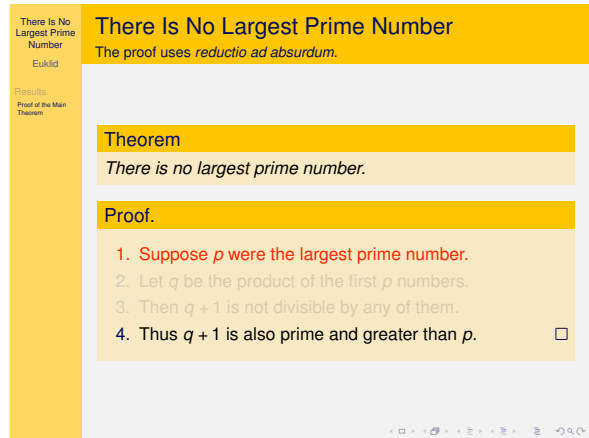 There Is No
Largest Prime
Number
Euklid
Results
Proof of the Main
Theorem
There Is No Largest Prime Number
The proof uses reductio ad absurdum.
Theorem
There is no largest prime number.
Proof.
1. Suppose p were the largest prime number.
2. Let q be the product of the first p numbers.
3. Then q + 1 is not divisible by any of them.
4. Thus q + 1 is also prime and greater than p. □